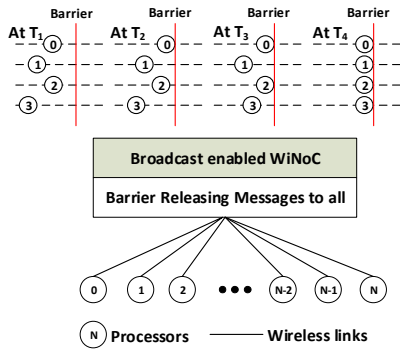 Barrier Barrier Barrier Barrier
At T1 At T2 At T3 At T4
0 0 0 0
1 1 1 1
2 2 2 2
3 3 3 3
Broadcast enabled WiNoC
Barrier Releasing Messages to all
0 1 2 ••• N-2 N-1 N
N Processors Wireless links